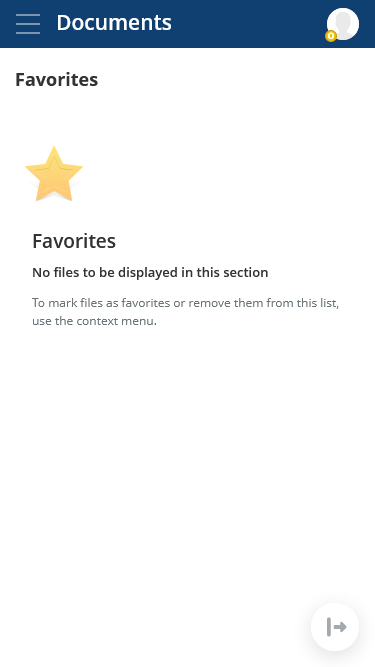 Documents
Favorites
Favorites
No files to be displayed in this section
To mark files as favorites or remove them from this list,
use the context menu.